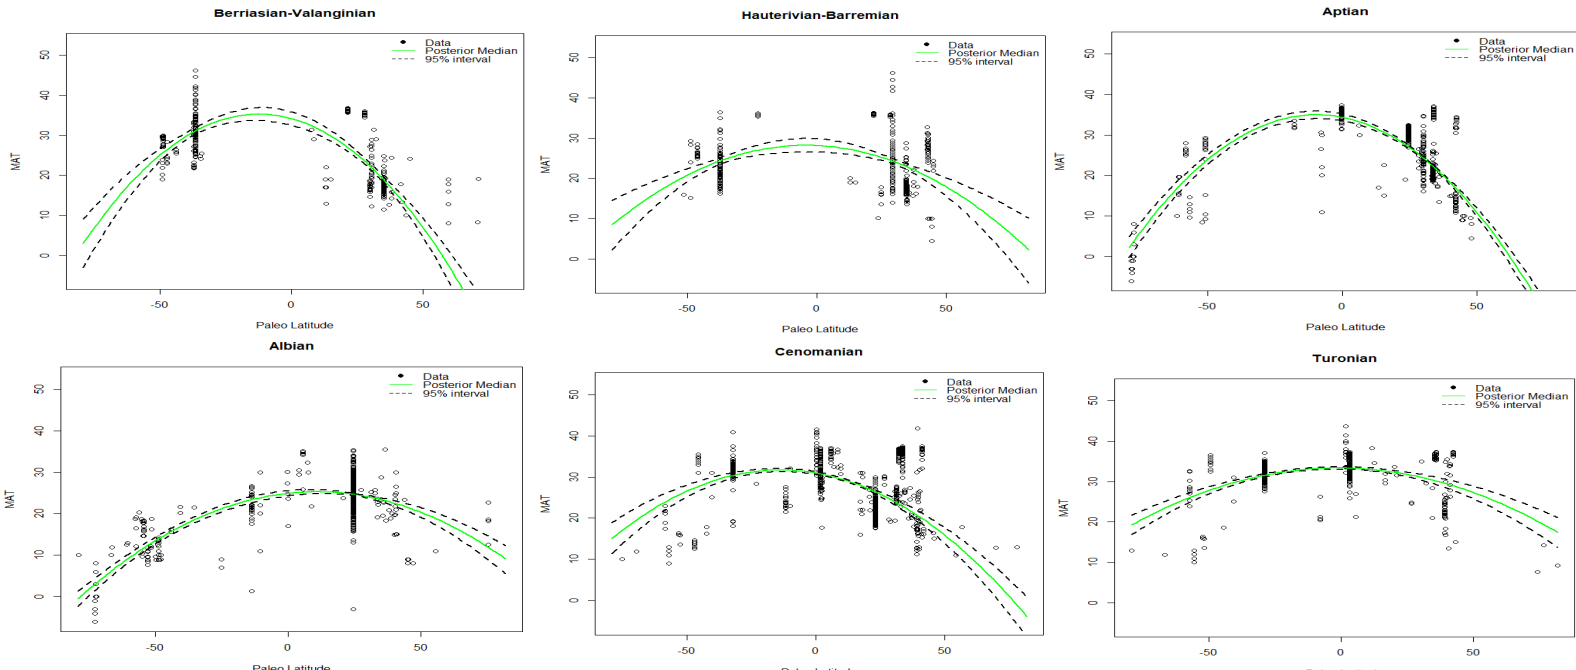 Berriasian-Valanginian
Data
Posterior Median
95% interval
MAT
50
40
30
20
10
0
-50
0
50
Paleo Latitude
Hauterivian-Barremian
Data
Posterior Median
95% interval
MAT
50
40
30
20
10
0
-50
0
50
Paleo Latitude
Aptian
Data
Posterior Median
95% interval
MAT
50
40
30
20
10
0
-50
0
50
Paleo Latitude
Albian
Data
Posterior Median
95% interval
MAT
50
40
30
20
10
0
-50
0
50
Paleo Latitude
Cenomanian
Data
Posterior Median
95% interval
MAT
50
40
30
20
10
0
-50
0
50
Turonian
Data
Posterior Median
95% interval
MAT
50
40
30
20
10
0
-50
0
50